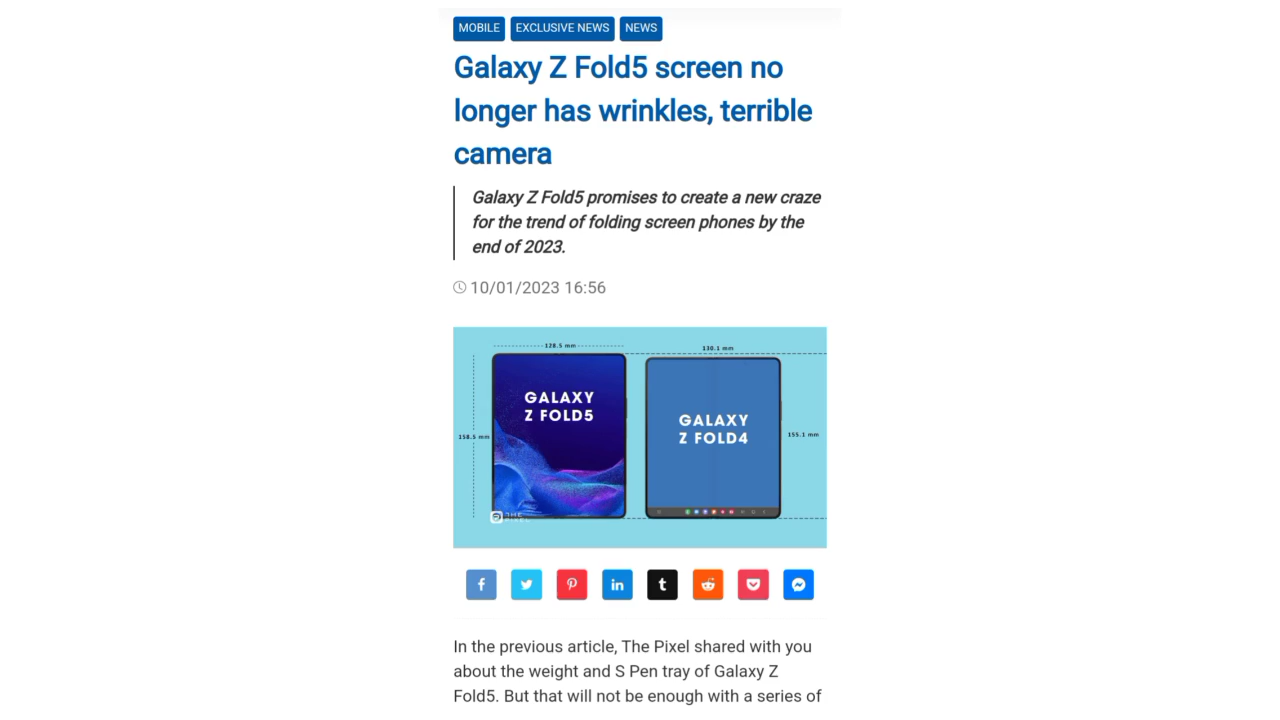 MOBILE EXCLUSIVE NEWS NEWS
Galaxy Z Fold5 screen no
longer has wrinkles, terrible
camera
Galaxy Z Fold5 promises to create a new craze
for the trend of folding screen phones by the
end of 2023.
10/01/2023 16:56
128.5 mm
130.1 mm
GALAXY
Z FOLD5
GALAXY
Z FOLD4
158.5 mm
155.1 mm
THE
PIXEL
In the previous article, The Pixel shared with you
about the weight and S Pen tray of Galaxy Z
Fold5. But that will not be enough with a series of